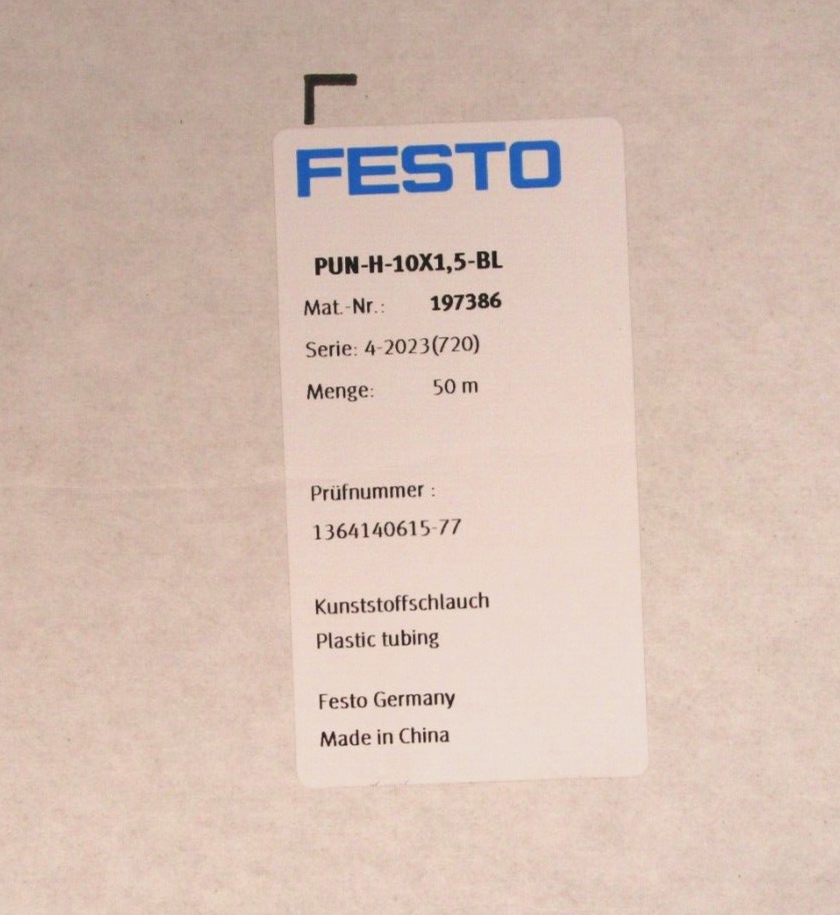 FESTO
PUN-H-10X1,5-BL
Mat.-Nr.: 197386
Serie: 4-2023(720)
Menge: 50 m
Prüfnummer :
1364140615-77
Kunststoffschlauch
Plastic tubing
Festo Germany
Made in China